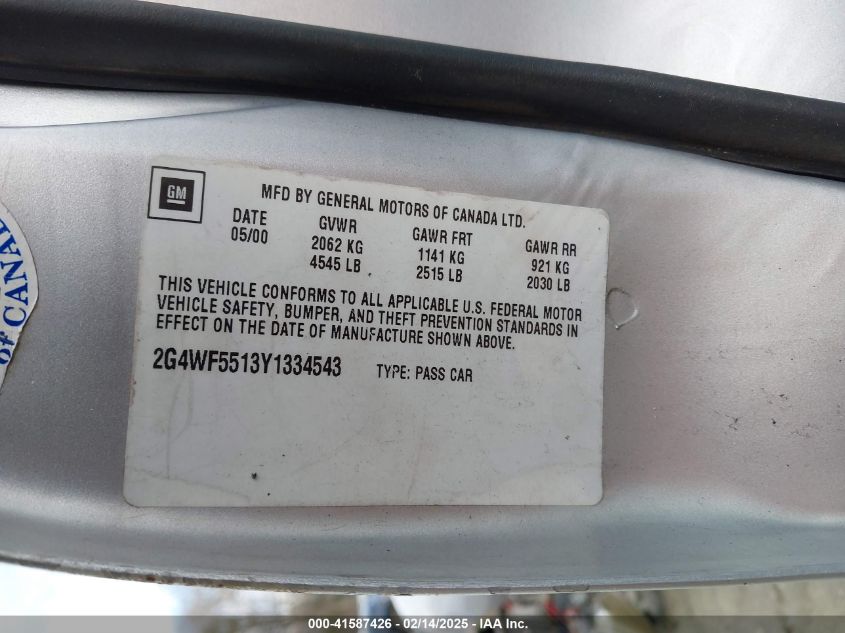 GM
MFD BY GENERAL MOTORS OF CANADA LTD.
DATE GVWR GAWR FRT GAWR RR
05/00 2062 KG 1141 KG 921 KG
4545 LB 2515 LB 2030 LB
THIS VEHICLE CONFORMS TO ALL APPLICABLE U.S. FEDERAL MOTOR
VEHICLE SAFETY, BUMPER, AND THEFT PREVENTION STANDARDS IN
EFFECT ON THE DATE OF MANUFACTURE SHOWN ABOVE.
2G4WF5513Y1334543 TYPE: PASS CAR
of CANAD
000-41587426 - 02/14/2025 - IAA Inc.